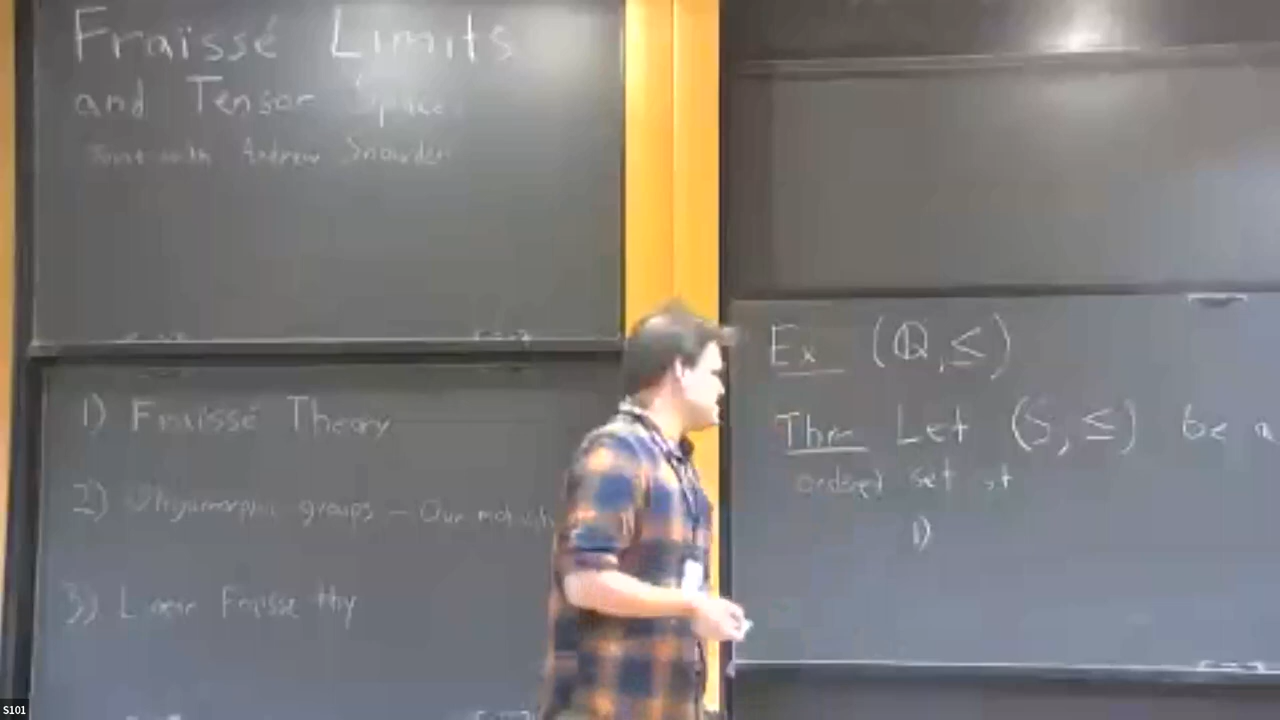 Fraïssé Limits
and Tensor Spaces
Joint with Andrew Snowden
1) Fraïssé Theory
2) Oligomorphic groups - Our
3) Linear Fraïssé thy
Ex (ℚ, ≤)
Thm Let (S, ≤) be a
ordered set st
1)
S101